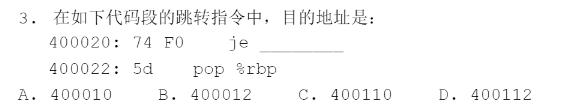 3. 在如下代码段的跳转指令中，目的地址是：
400020: 74 F0 je ________
400022: 5d pop %rbp
A. 400010 B. 400012 C. 400110 D. 400112